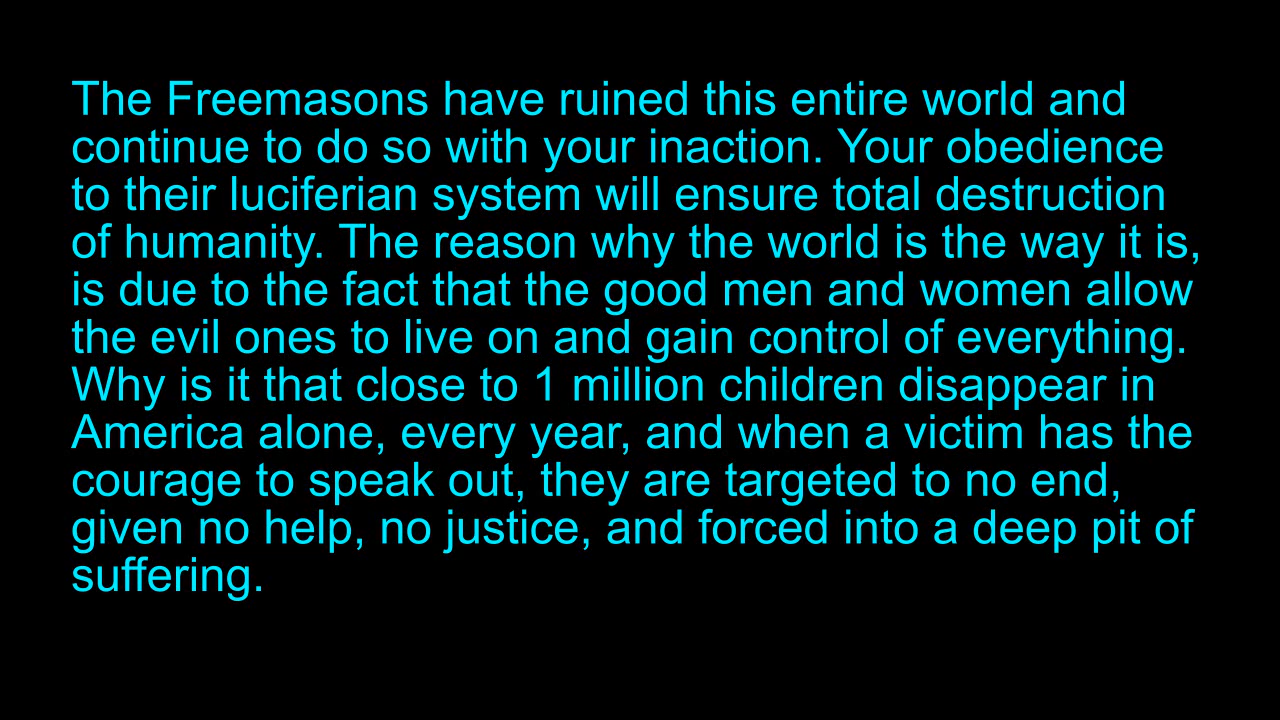 The Freemasons have ruined this entire world and
continue to do so with your inaction. Your obedience
to their luciferian system will ensure total destruction
of humanity. The reason why the world is the way it is,
is due to the fact that the good men and women allow
the evil ones to live on and gain control of everything.
Why is it that close to 1 million children disappear in
America alone, every year, and when a victim has the
courage to speak out, they are targeted to no end,
given no help, no justice, and forced into a deep pit of
suffering.